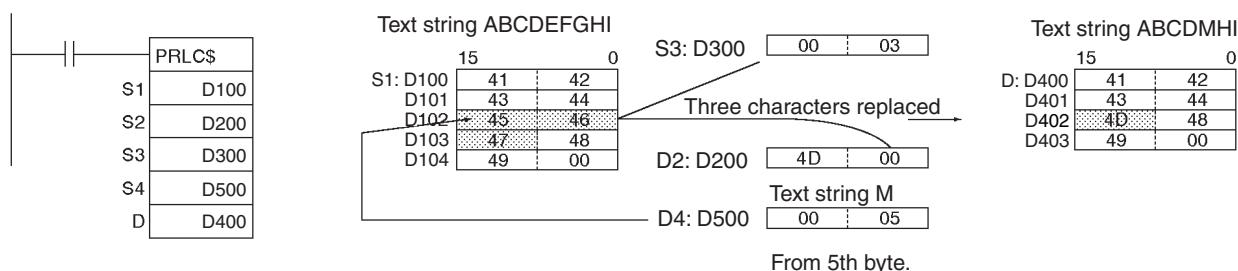 PRLC$
S1 D100
S2 D200
S3 D300
S4 D500
D D400
Text string ABCDEFGHI
15 0
S1: D100 41 42
D101 43 44
D102 45 46
D103 47 48
D104 49 00
S3: D300 00 03
Three characters replaced
D2: D200 4D 00
Text string M
D4: D500 00 05
From 5th byte.
Text string ABCDMHI
15 0
D: D400 41 42
D401 43 44
D402 4D 48
D403 49 00